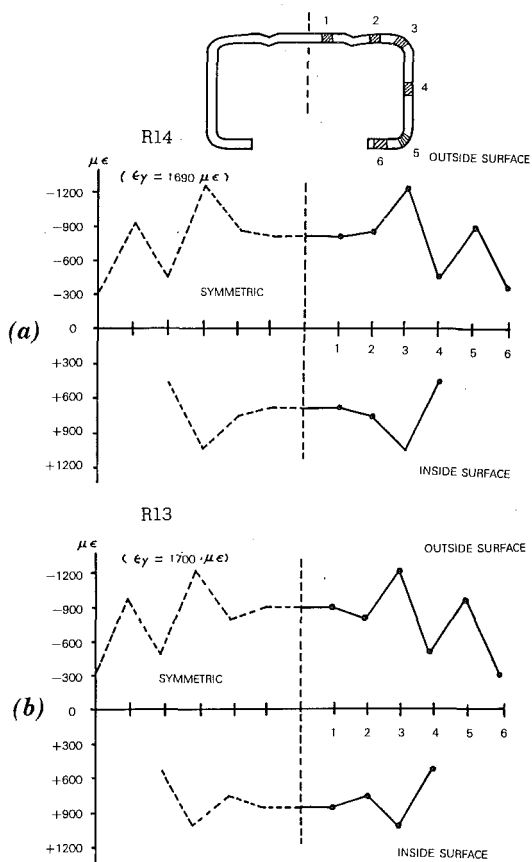 1 2 3
4
5
6
OUTSIDE SURFACE
R14
με
( ϵy = 1690 με )
-1200
-900
-600
-300
0
+300
+600
+900
+1200
SYMMETRIC
(a)
1 2 3 4 5 6
INSIDE SURFACE
R13
με
( ϵy = 1700 με)
OUTSIDE SURFACE
-1200
-900
-600
-300
0
+300
+600
+900
+1200
SYMMETRIC
(b)
1 2 3 4 5 6
INSIDE SURFACE